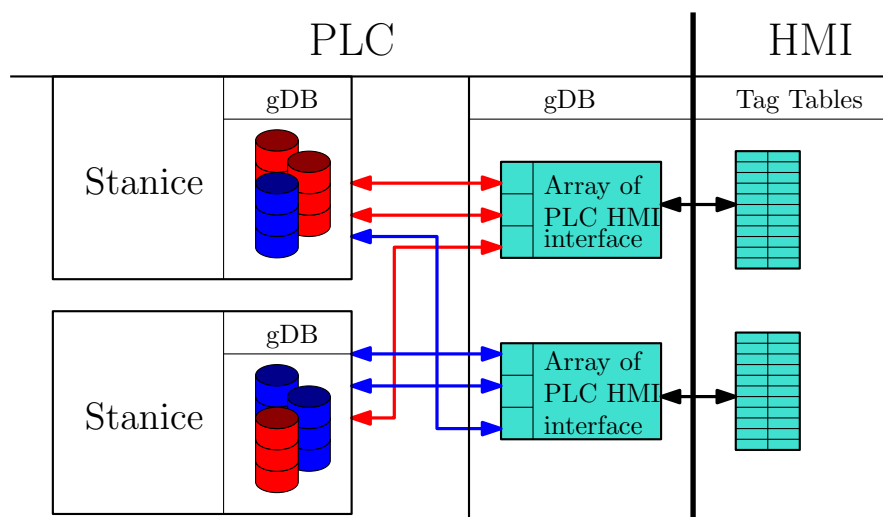 PLC
HMI
gDB
gDB
Tag Tables
Stanice
Array of
PLC HMI
interface
gDB
Stanice
Array of
PLC HMI
interface